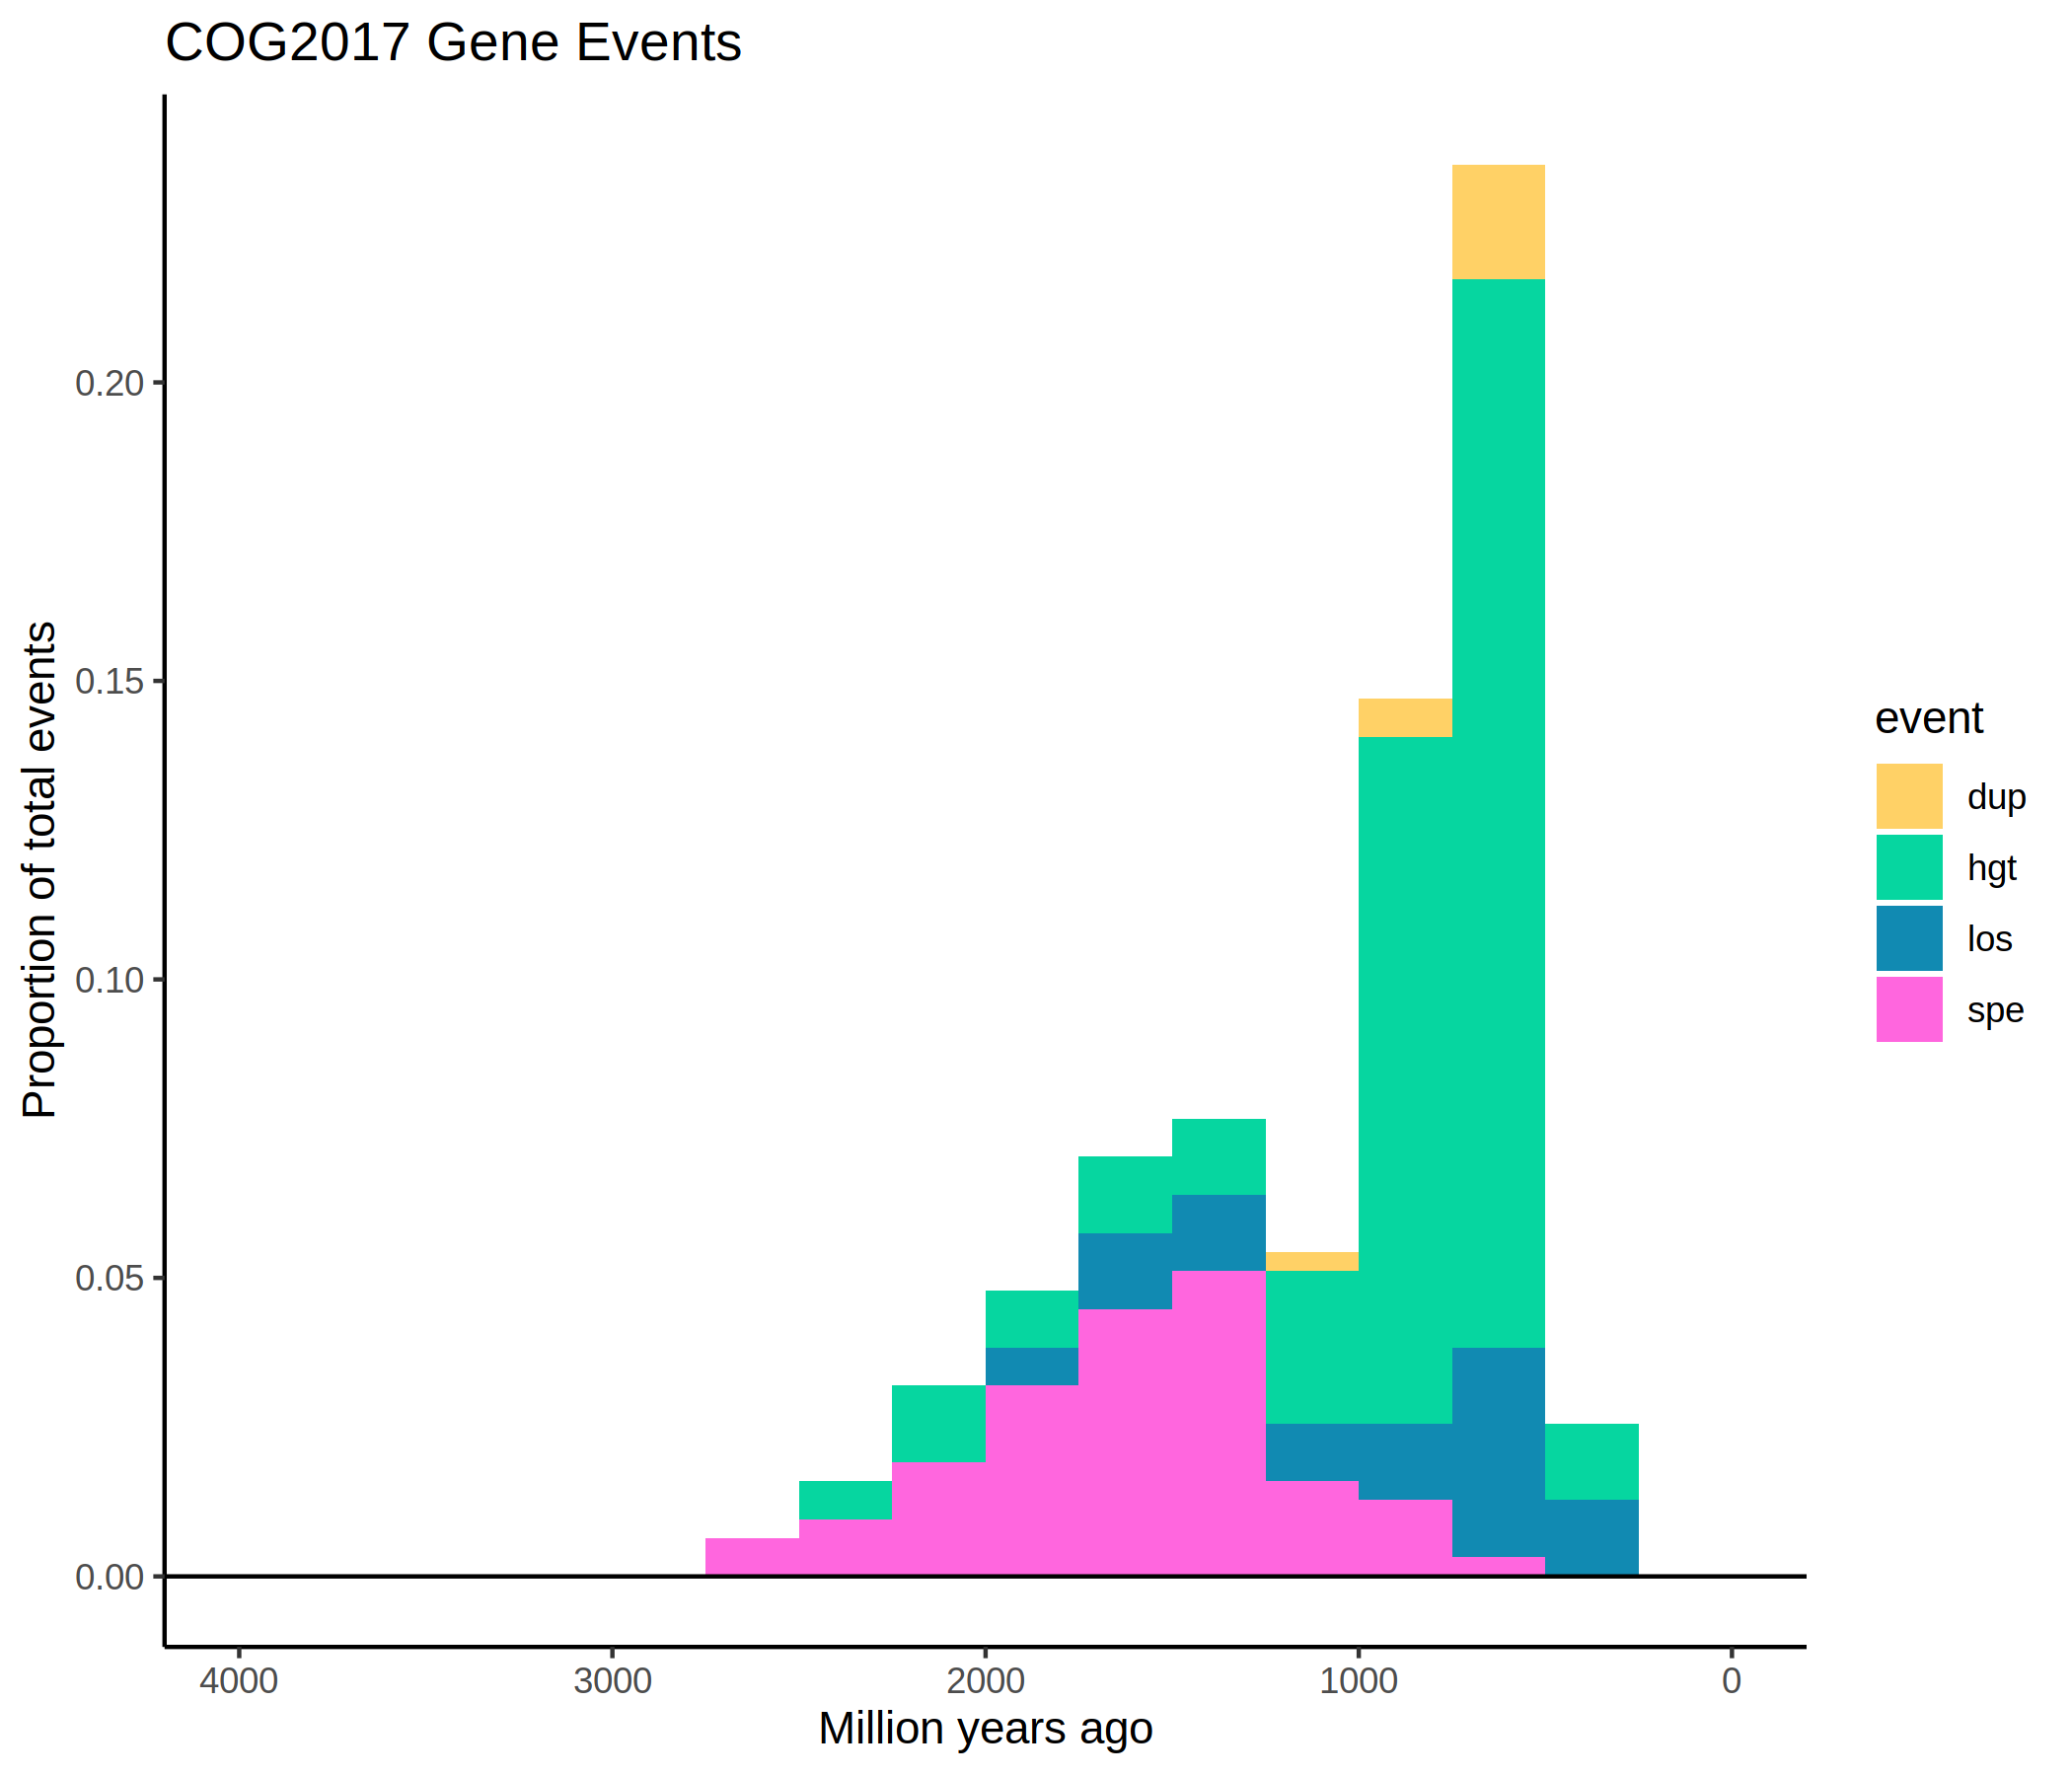 COG2017 Gene Events
Proportion of total events
0.20
0.15
0.10
0.05
0.00
4000 3000 2000 1000 0
Million years ago
event
dup
hgt
los
spe